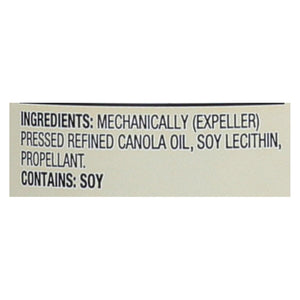 INGREDIENTS: MECHANICALLY (EXPELLER)
PRESSED REFINED CANOLA OIL, SOY LECITHIN,
PROPELLANT.
CONTAINS: SOY